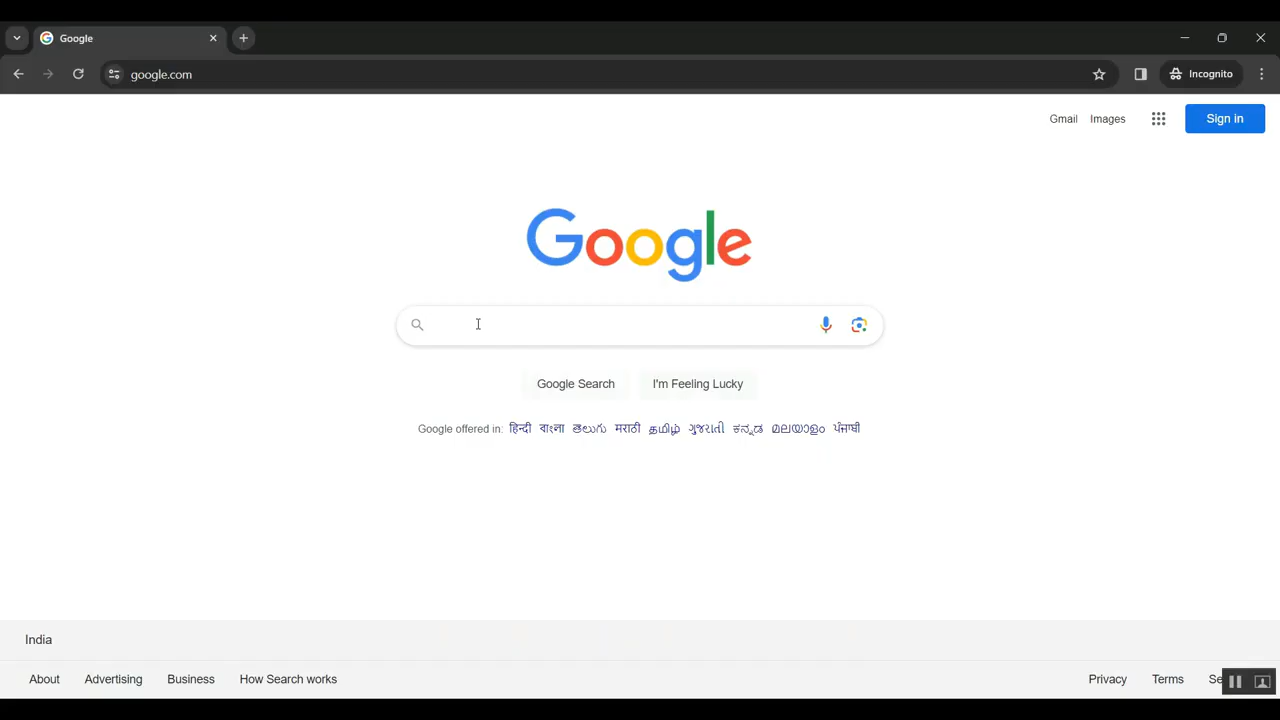 Google
google.com
Incognito
Gmail Images Sign in
Google
Google Search I'm Feeling Lucky
Google offered in: हिन्दी বাংলা తెలుగు मराठी தமிழ் ગુજરાતી ಕನ್ನಡ മലയാളം ਪੰਜਾਬੀ
India
About Advertising Business How Search works Privacy Terms Se